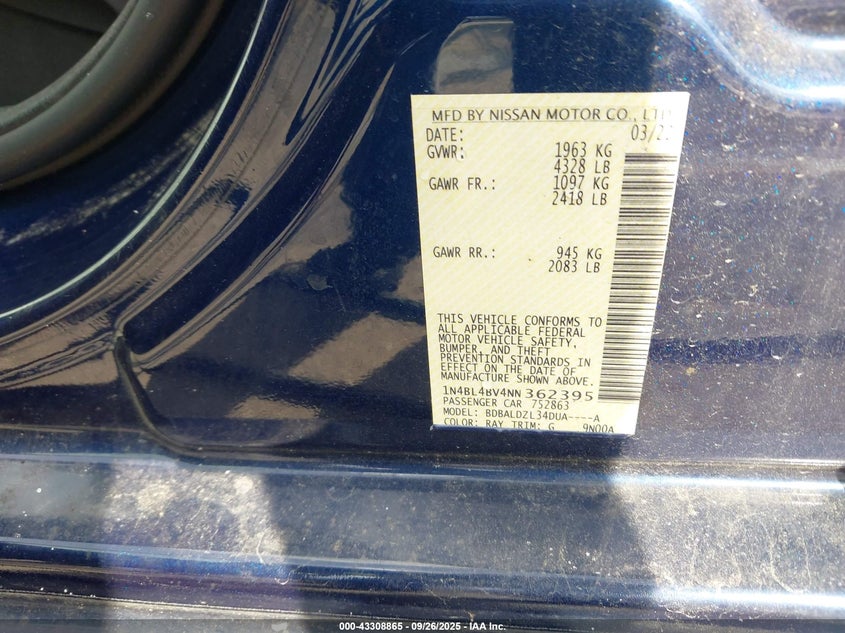 MFD BY NISSAN MOTOR CO., LTD
DATE: 03/22
GVWR: 1963 KG
4328 LB
GAWR FR.: 1097 KG
2418 LB
GAWR RR.: 945 KG
2083 LB
THIS VEHICLE CONFORMS TO
ALL APPLICABLE FEDERAL
MOTOR VEHICLE SAFETY,
BUMPER, AND THEFT
PREVENTION STANDARDS IN
EFFECT ON THE DATE OF
MANUFACTURE SHOWN ABOVE.
1N4BL4BV4NN362395
PASSENGER CAR 752863
MODEL: BDBALDZL34DUA----A
COLOR: RAY TRIM: G 9N00A
000-43308865 - 09/26/2025 - IAA Inc.